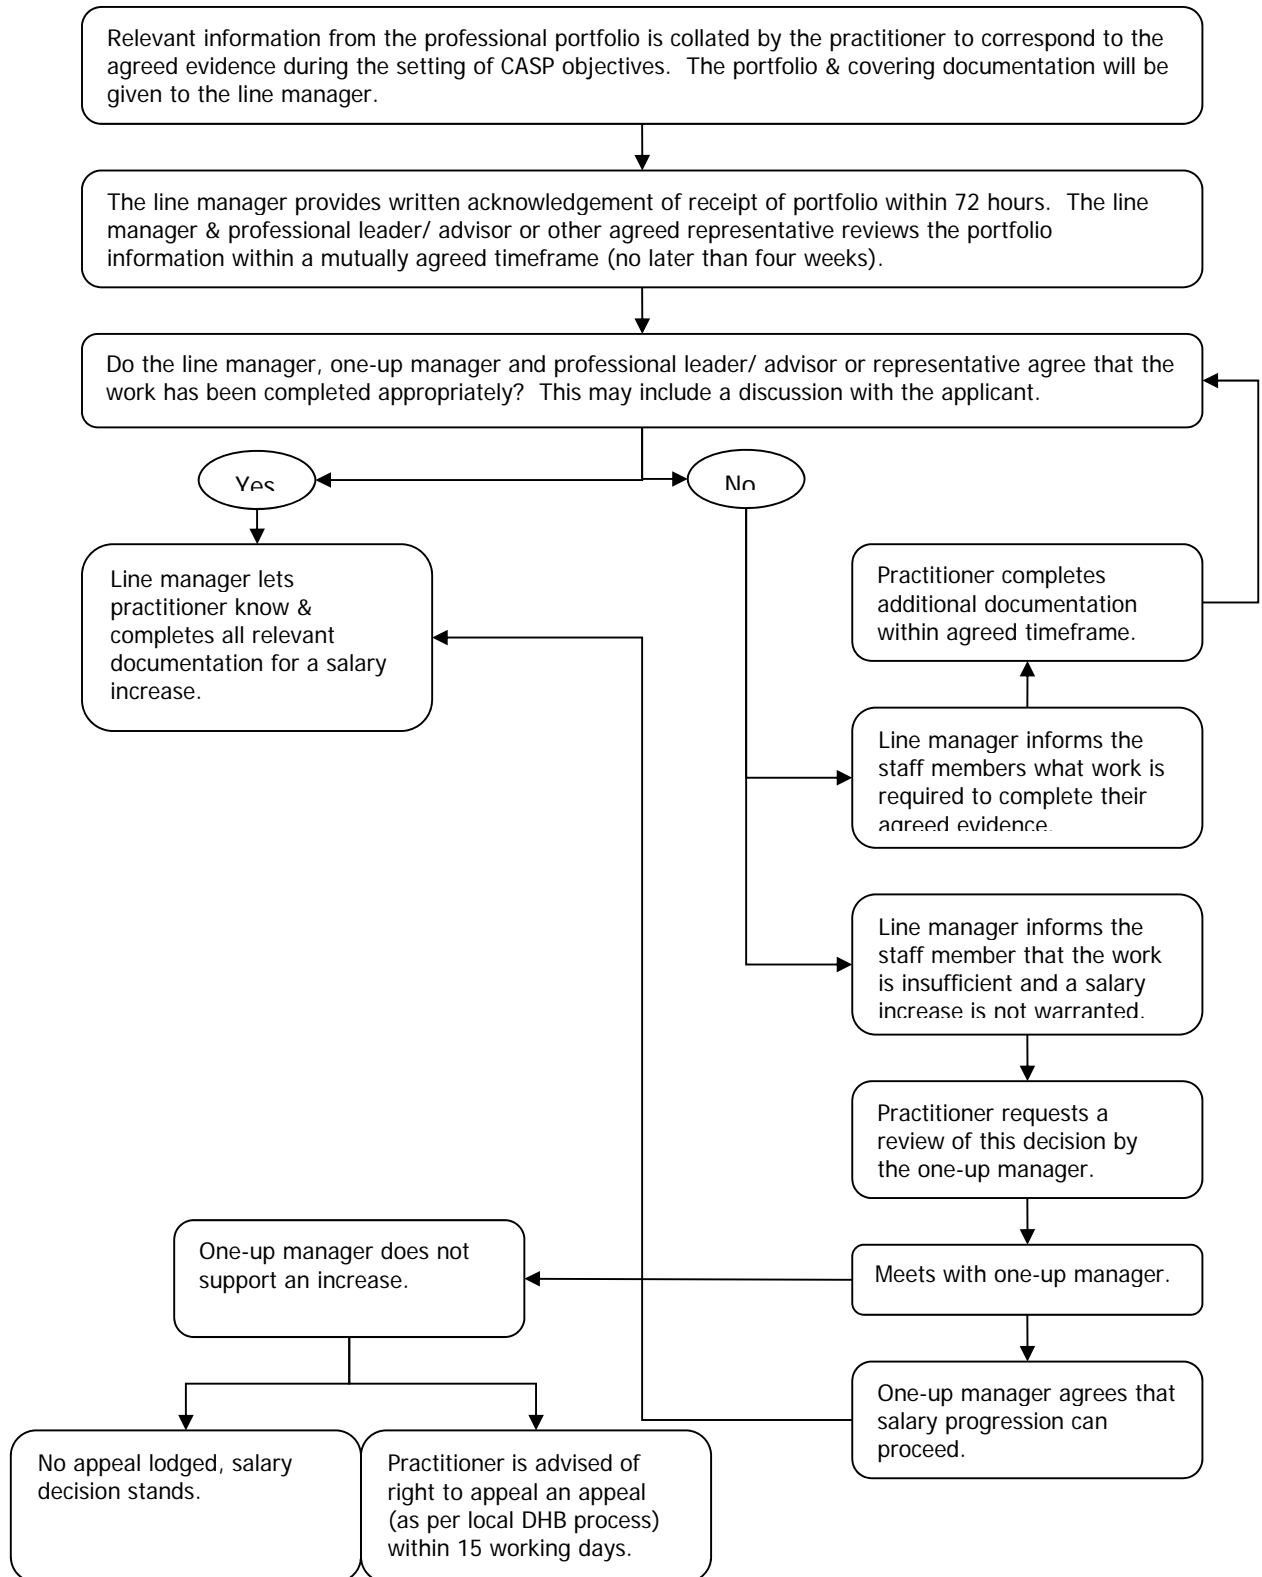 Relevant information from the professional portfolio is collated by the practitioner to correspond to the
agreed evidence during the setting of CASP objectives. The portfolio & covering documentation will be
given to the line manager.
The line manager provides written acknowledgement of receipt of portfolio within 72 hours. The line
manager & professional leader/ advisor or other agreed representative reviews the portfolio
information within a mutually agreed timeframe (no later than four weeks).
Do the line manager, one-up manager and professional leader/ advisor or representative agree that the
work has been completed appropriately? This may include a discussion with the applicant.
Yes
No
Line manager lets
practitioner know &
completes all relevant
documentation for a salary
increase.
Practitioner completes
additional documentation
within agreed timeframe.
Line manager informs the
staff members what work is
required to complete their
agreed evidence.
Line manager informs the
staff member that the work
is insufficient and a salary
increase is not warranted.
Practitioner requests a
review of this decision by
the one-up manager.
One-up manager does not
support an increase.
Meets with one-up manager.
One-up manager agrees that
salary progression can
proceed.
No appeal lodged, salary
decision stands.
Practitioner is advised of
right to appeal an appeal
(as per local DHB process)
within 15 working days.